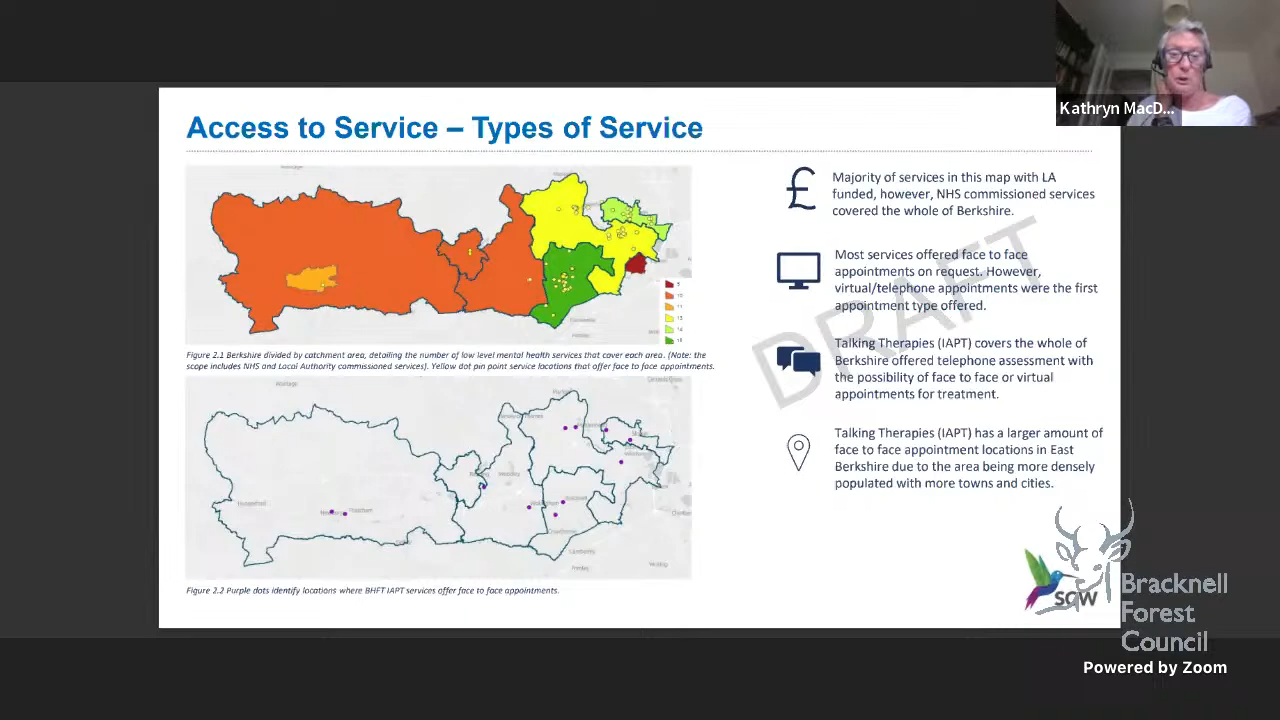 Kathryn MacD...
Access to Service – Types of Service
Majority of services in this map with LA
funded, however, NHS commissioned services
covered the whole of Berkshire.
Most services offered face to face
appointments on request. However,
virtual/telephone appointments were the first
appointment type offered.
DRAFT
Talking Therapies (IAPT) covers the whole of
Berkshire offered telephone assessment with
the possibility of face to face or virtual
appointments for treatment.
Talking Therapies (IAPT) has a larger amount of
face to face appointment locations in East
Berkshire due to the area being more densely
populated with more towns and cities.
Figure 2.1 Berkshire divided by catchment area, detailing the number of low level mental health services that cover each area. (Note: the
scope includes NHS and Local Authority commissioned services). Yellow dot pin point service locations that offer face to face appointments.
Figure 2.2 Purple dots identify locations where BHFT IAPT services offer face to face appointments.
SCW
Bracknell
Forest
Council
Powered by Zoom